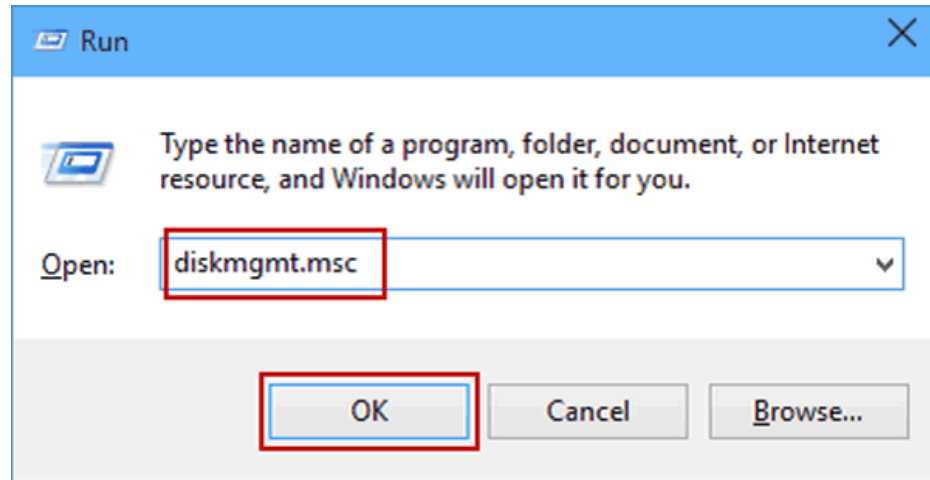 Run
Type the name of a program, folder, document, or Internet
resource, and Windows will open it for you.
Open: diskmgmt.msc
OK Cancel Browse...